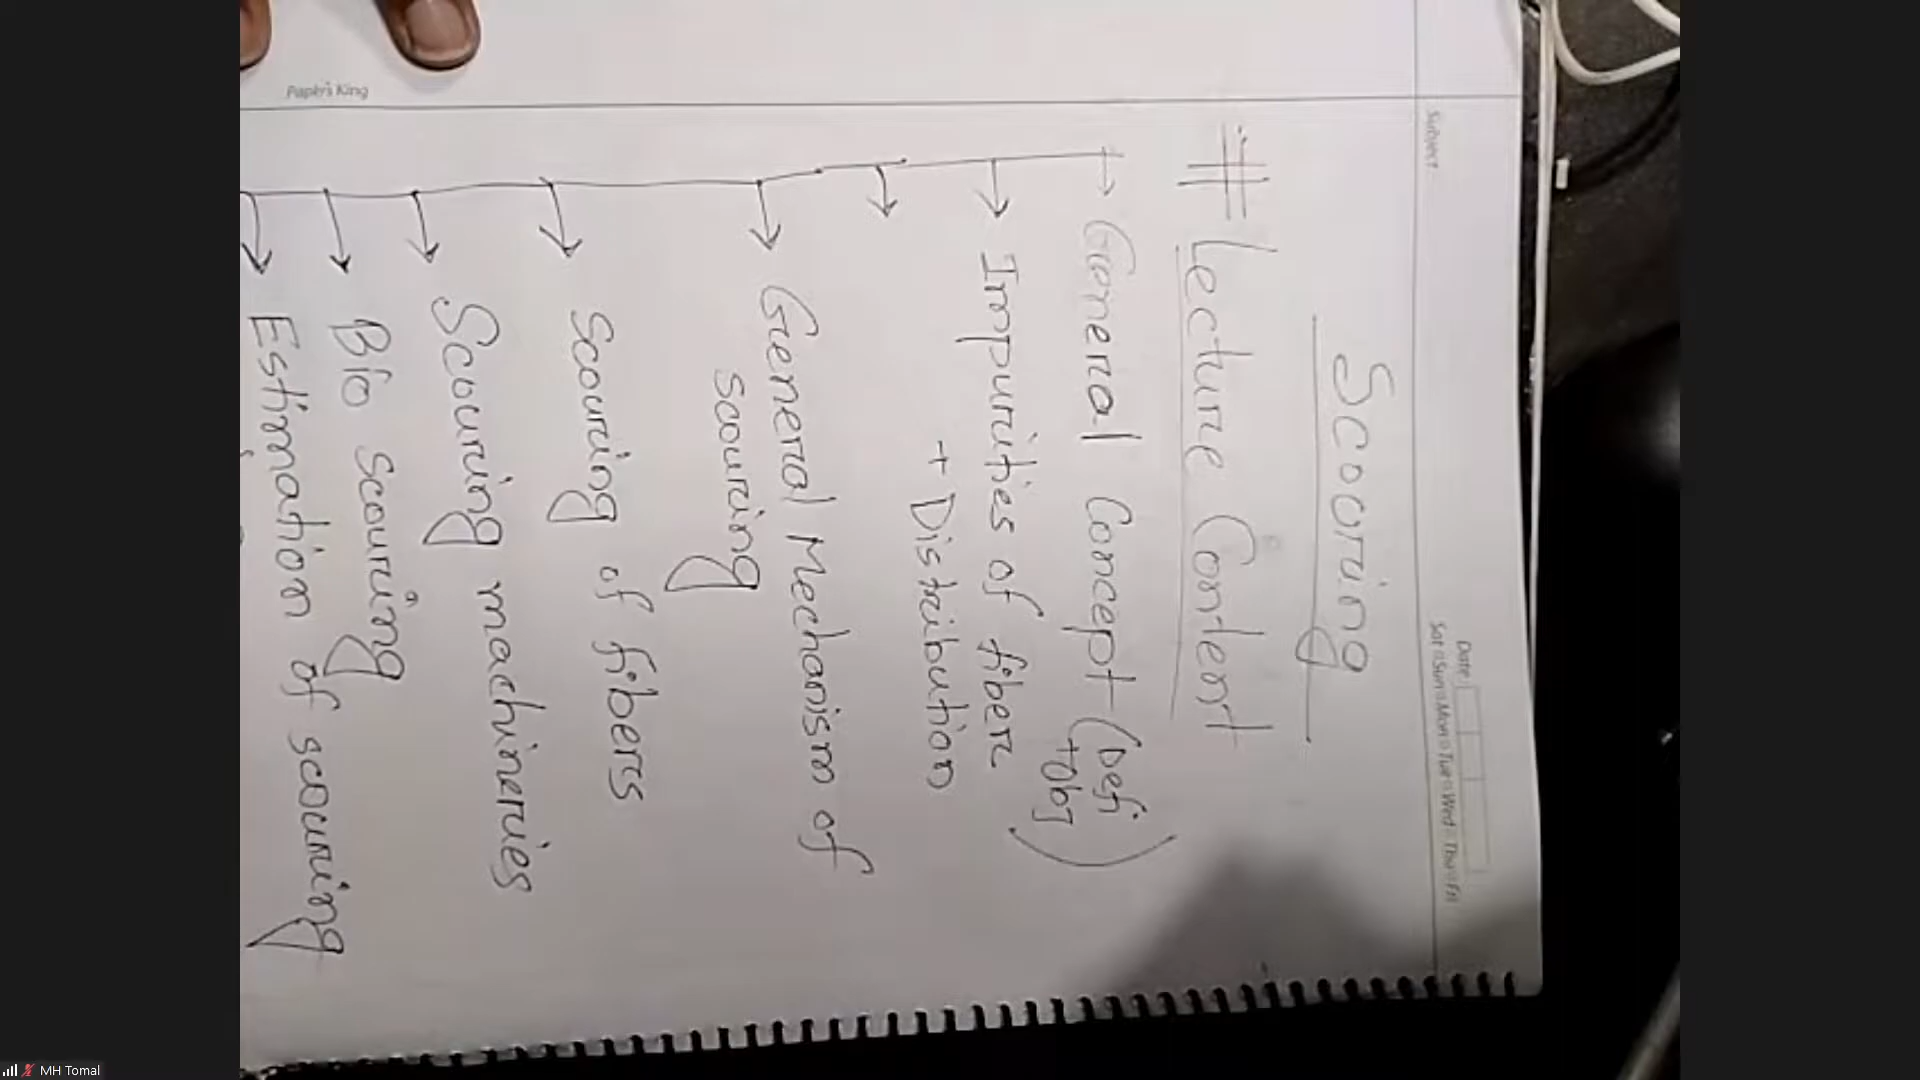 Subject
Date
Sat Sun Mon Tue Wed Thu Fri
Scouring
# Lecture Content
→ General Concept (Defi
+ Obj)
→ Impurities of fiber
+ Distribution
→ General Mechanism of
scouring
→ Scouring of fibers
→ Scouring machineries
→ Bio scouring
→ Estimation of scouring
Paper's King
MH Tomal